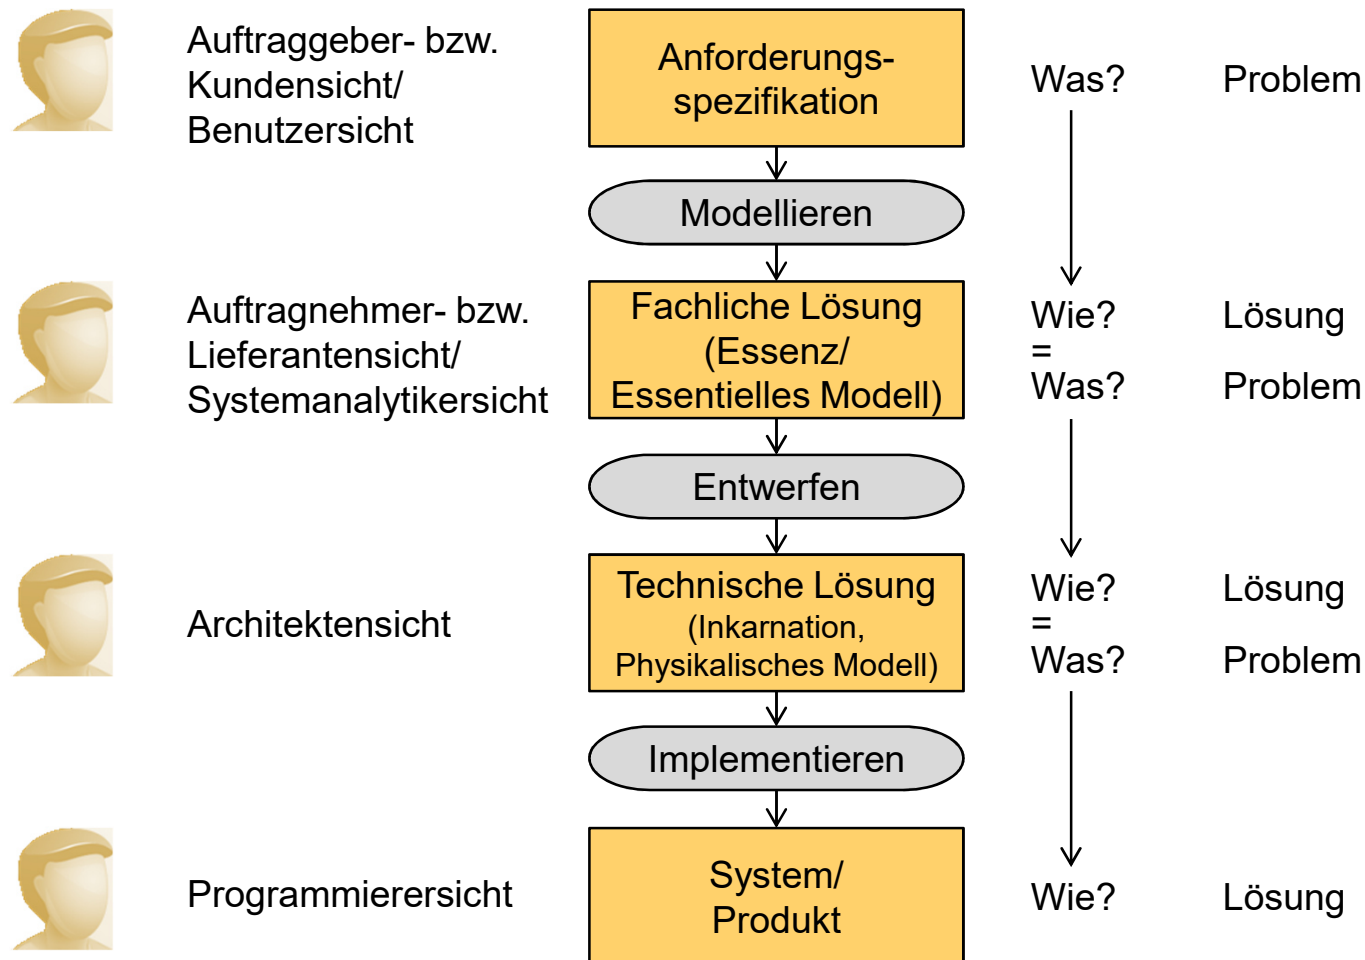 Auftraggeber- bzw.
Kundensicht/
Benutzersicht
Anforderungs-
spezifikation
Was?
Problem
Modellieren
Auftragnehmer- bzw.
Lieferantensicht/
Systemanalytikersicht
Fachliche Lösung
(Essenz/
Essentielles Modell)
Wie?
Lösung
=
Was?
Problem
Entwerfen
Architektensicht
Technische Lösung
(Inkarnation,
Physikalisches Modell)
Wie?
Lösung
=
Was?
Problem
Implementieren
Programmierersicht
System/
Produkt
Wie?
Lösung